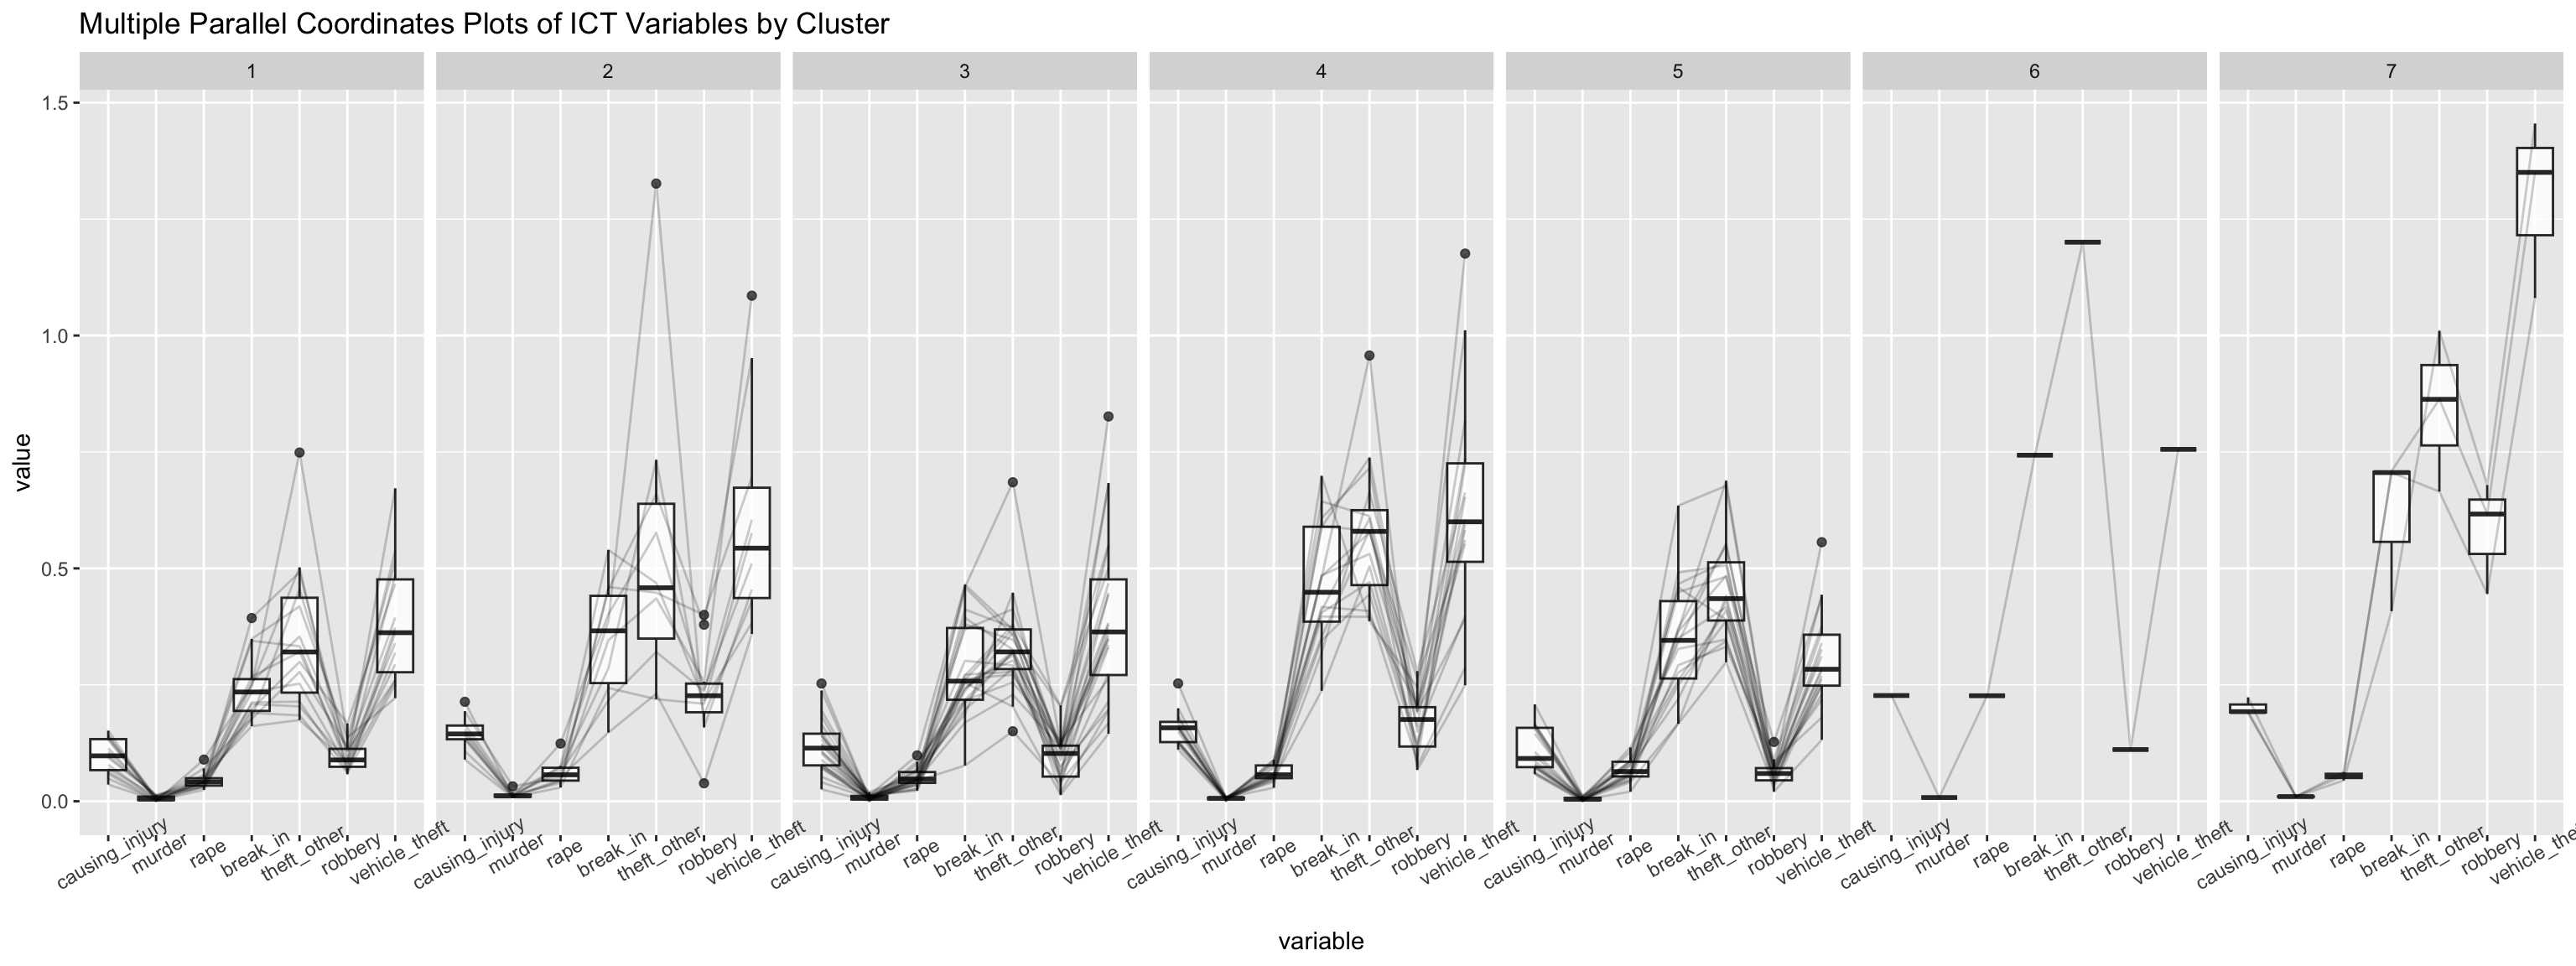 Multiple Parallel Coordinates Plots of ICT Variables by Cluster
1 2 3 4 5 6 7
1.5
1.0
0.5
0.0
value
causing_injury murder rape break_in theft_other robbery vehicle_theft causing_injury murder rape break_in theft_other robbery vehicle_theft causing_injury murder rape break_in theft_other robbery vehicle_theft causing_injury murder rape break_in theft_other robbery vehicle_theft causing_injury murder rape break_in theft_other robbery vehicle_theft causing_injury murder rape break_in theft_other robbery vehicle_theft causing_injury murder rape break_in theft_other robbery
variable